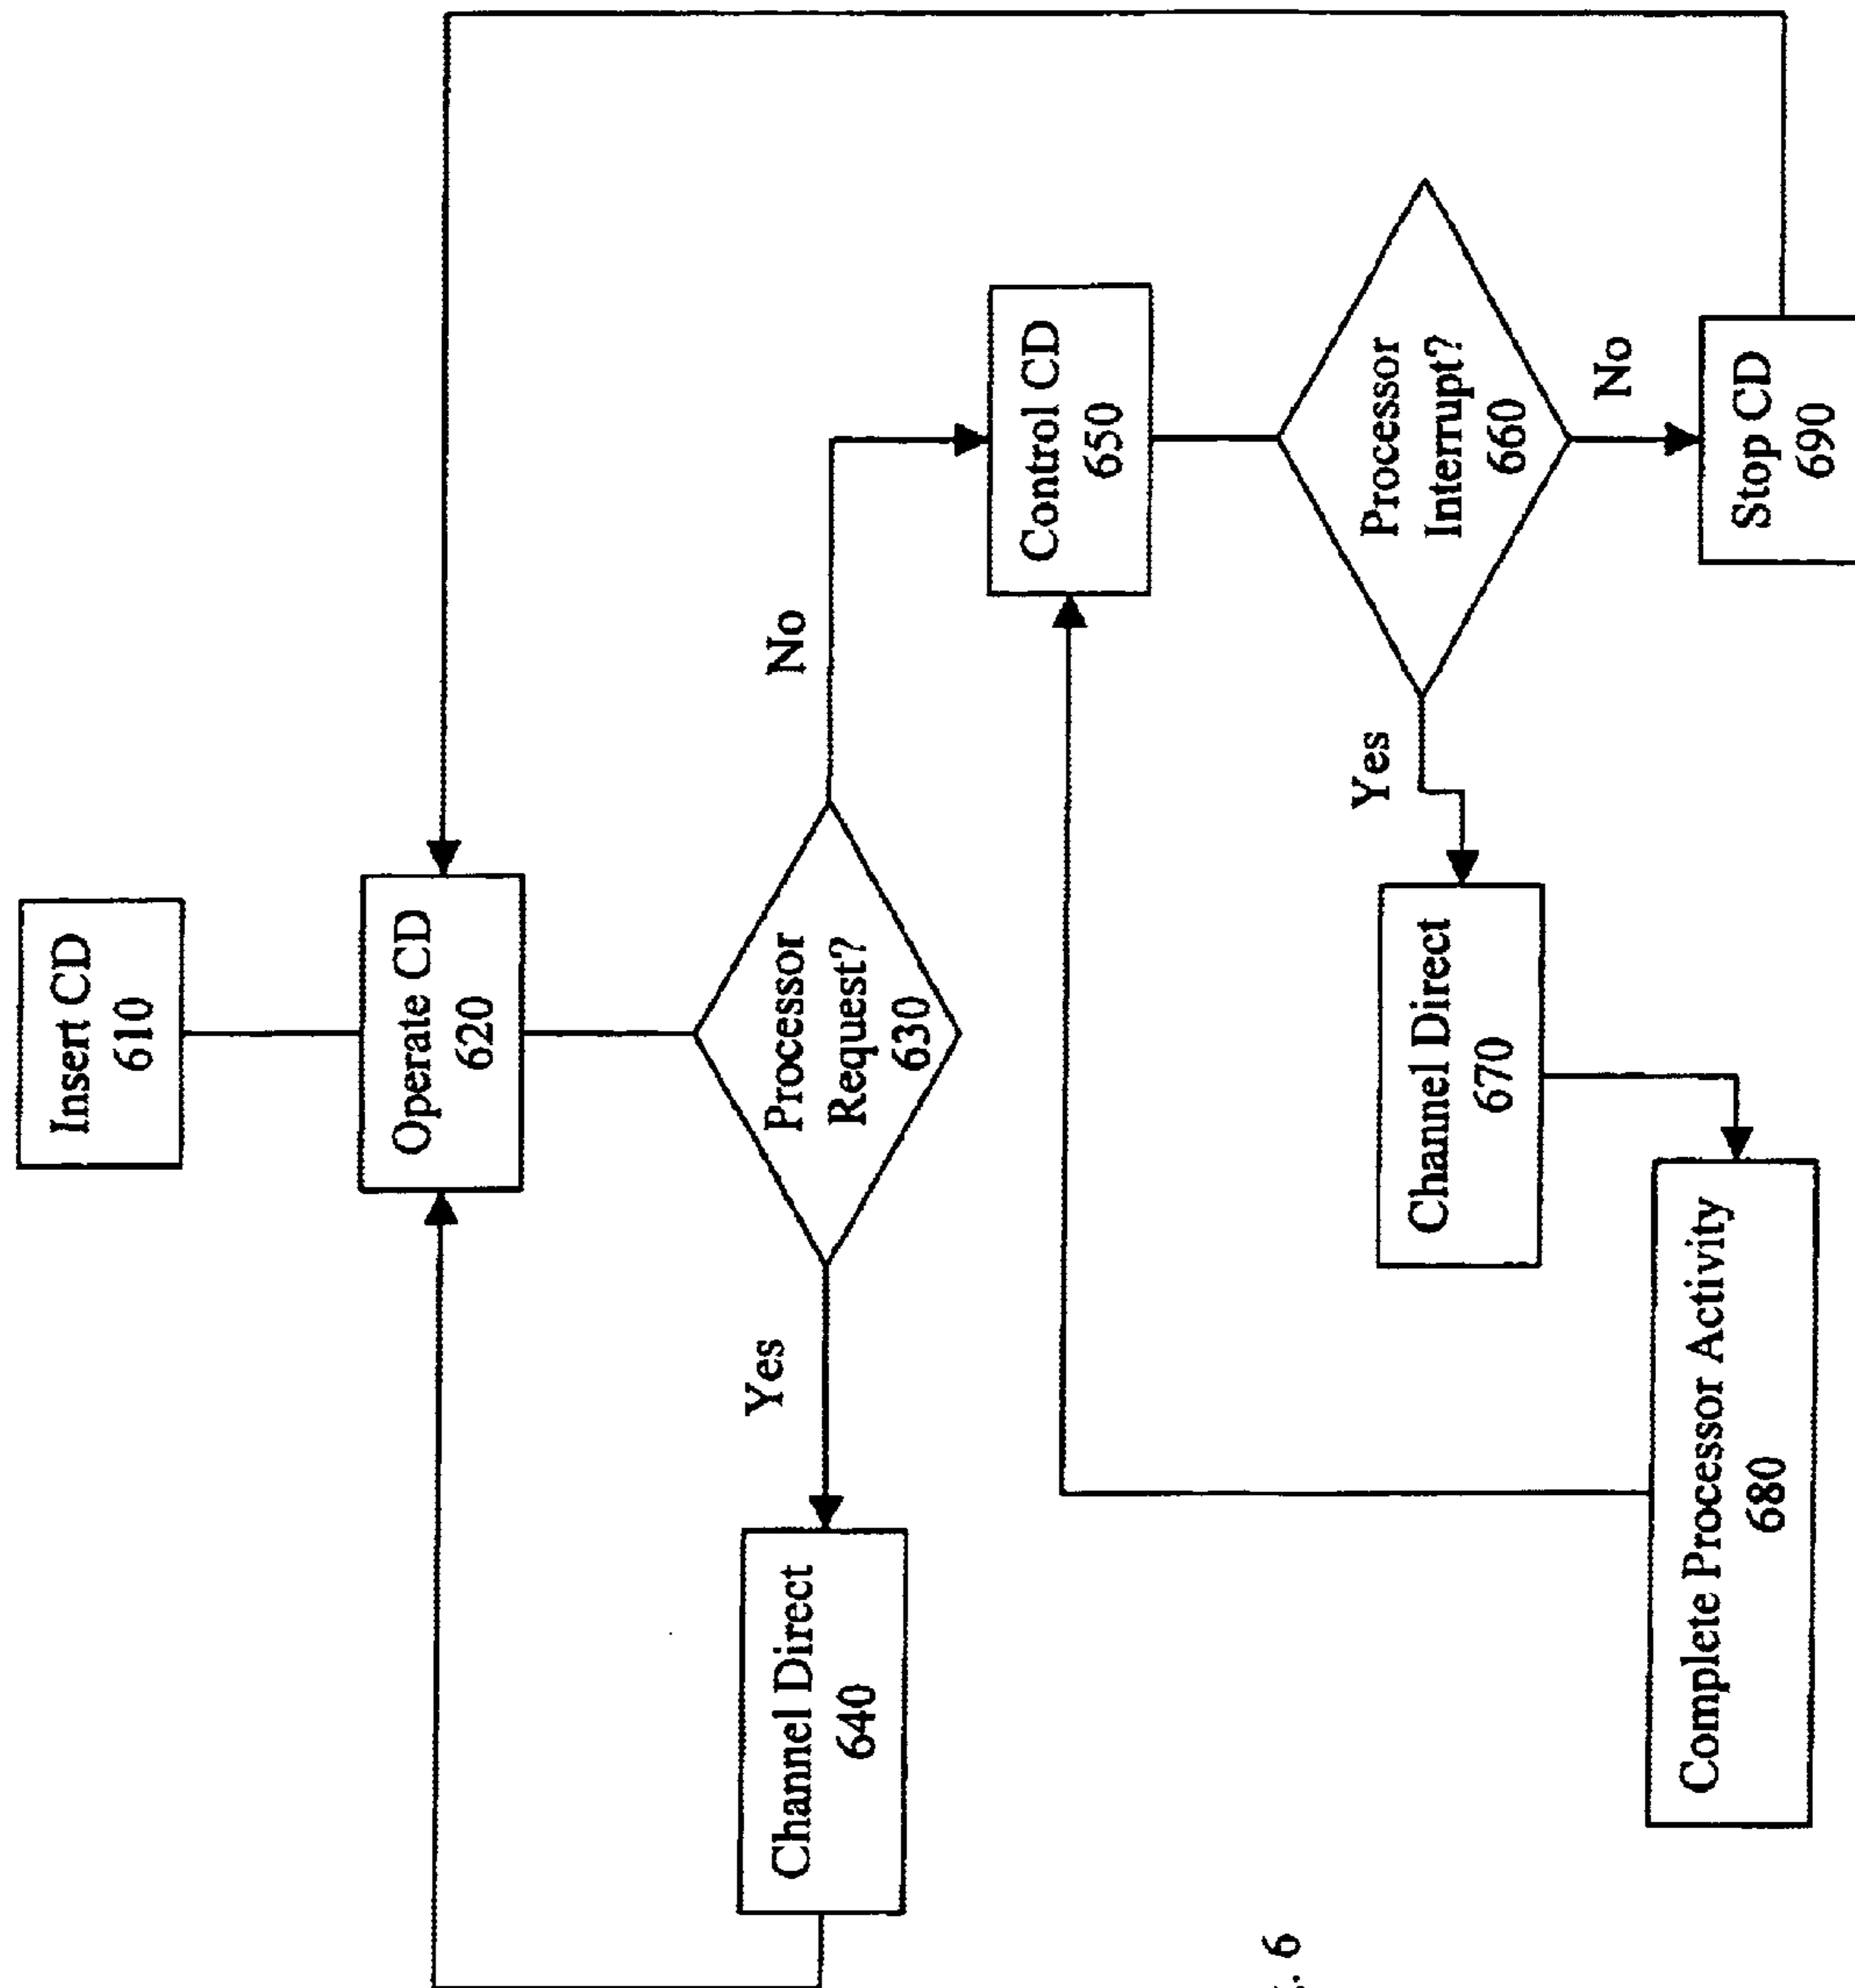 Insert CD
610
Operate CD
620
Processor
Request?
630
Yes
No
Channel Direct
640
Control CD
650
Processor
Interrupt?
660
Yes
No
Channel Direct
670
Complete Processor Activity
680
Stop CD
690
. 6